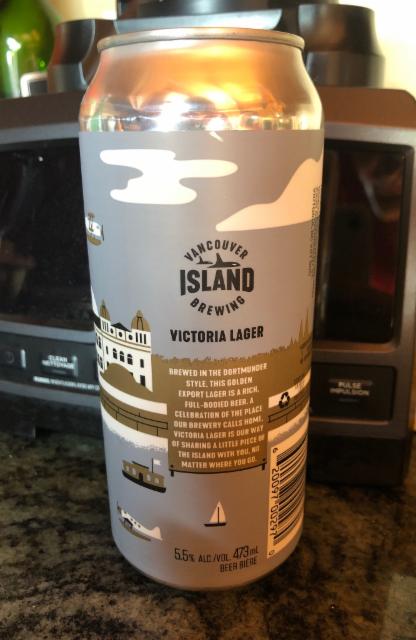 VANCOUVER
ISLAND
BREWING
VICTORIA LAGER
BREWED IN THE DORTMUNDER
STYLE, THIS GOLDEN
EXPORT LAGER IS A RICH,
FULL-BODIED BEER. A
CELEBRATION OF THE PLACE
OUR BREWERY CALLS HOME,
VICTORIA LAGER IS OUR WAY
OF SHARING A LITTLE PIECE OF
THE ISLAND WITH YOU, NO
MATTER WHERE YOU GO.
5.5% ALC./VOL. 473mL
BEER BIÈRE
CLEAN
NETTOYAGE
PULSE
IMPULSION